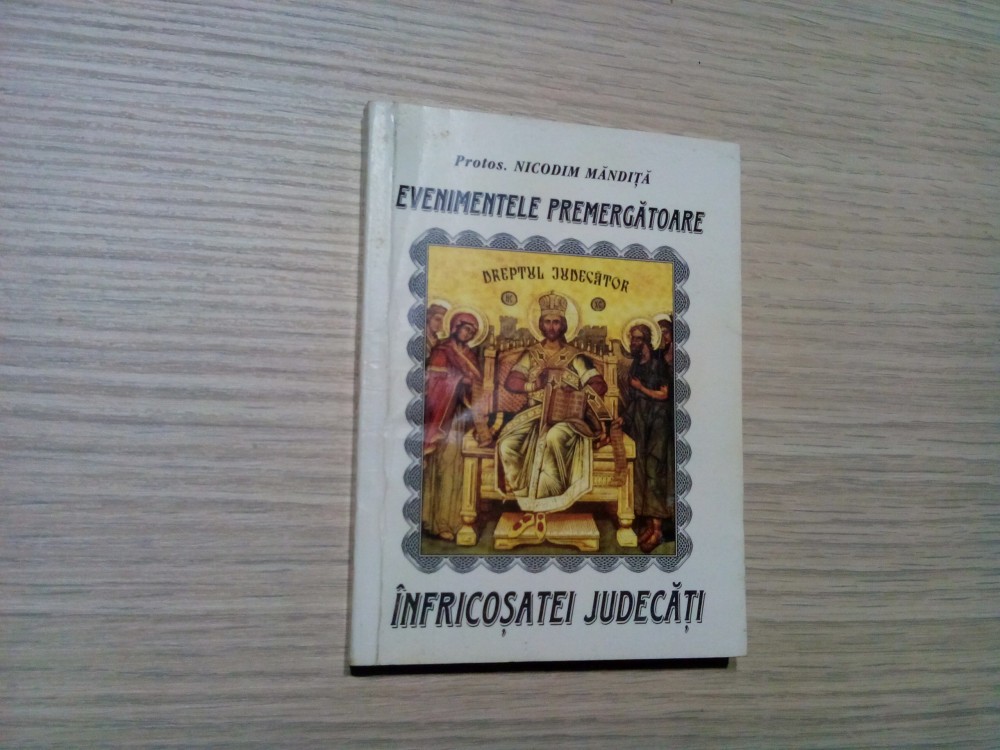 Protos. NICODIM MĂNDIȚĂ
EVENIMENTELE PREMERGĂTOARE
DREPTUL JUDECĂTOR
ÎNFRICOȘATEI JUDECĂȚI